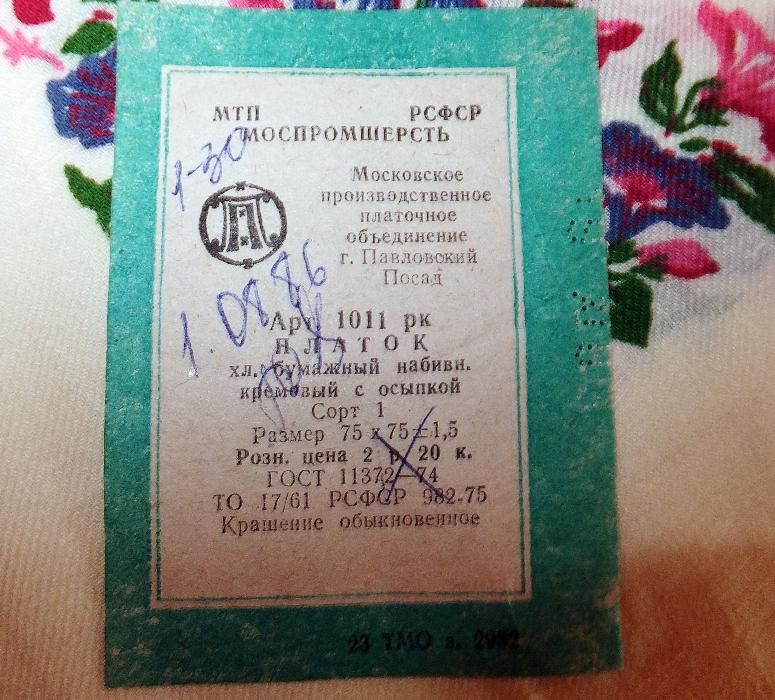 МТП РСФСР
МОСПРОМШЕРСТЬ
1-30
Московское
производственное
платочное
объединение
г. Павловский
Посад
1.08.86
Арт. 1011 рк
ПЛАТОК
хл. бумажный набивн.
кремовый с осыпкой
Сорт 1
Размер 75 х 75±1,5
Розн. цена 2 р. 20 к.
ГОСТ 11372—74
ТО 17/61 РСФСР 982-75
Крашение обыкновенное
23 ТМО з. 2982